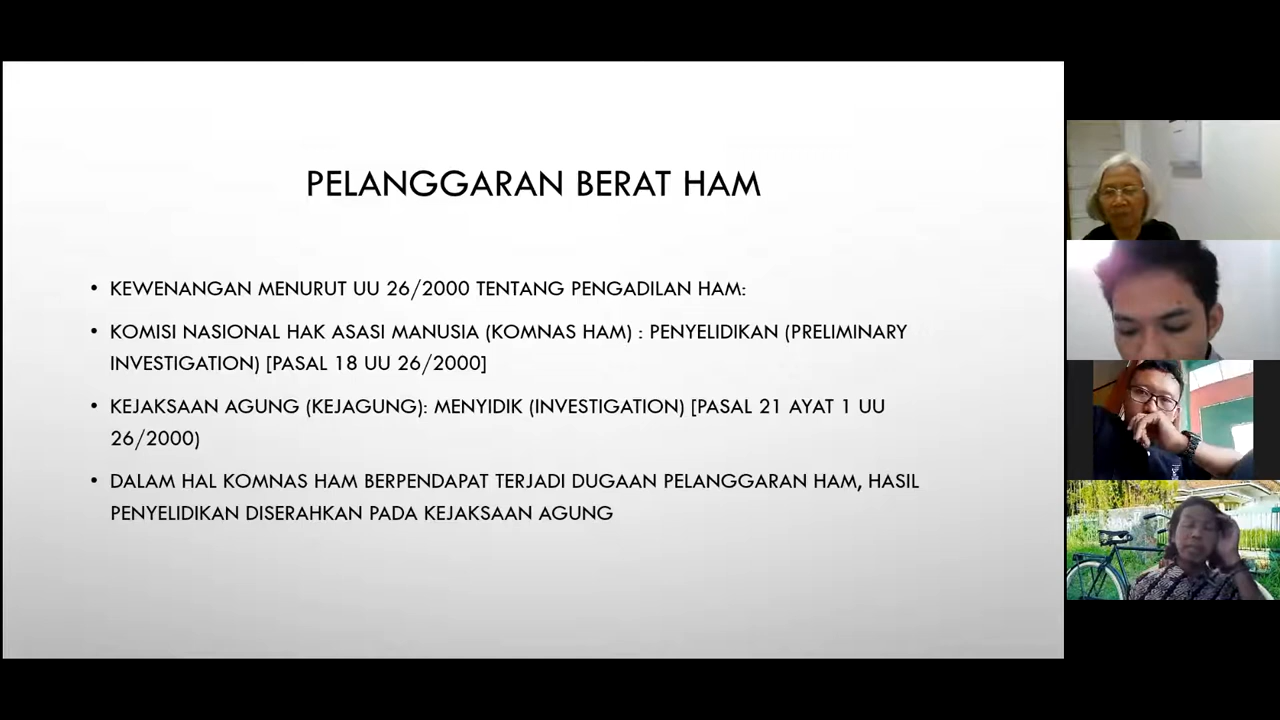 PELANGGARAN BERAT HAM
• KEWENANGAN MENURUT UU 26/2000 TENTANG PENGADILAN HAM:
• KOMISI NASIONAL HAK ASASI MANUSIA (KOMNAS HAM) : PENYELIDIKAN (PRELIMINARY
INVESTIGATION) [PASAL 18 UU 26/2000]
• KEJAKSAAN AGUNG (KEJAGUNG): MENYIDIK (INVESTIGATION) [PASAL 21 AYAT 1 UU
26/2000)
• DALAM HAL KOMNAS HAM BERPENDAPAT TERJADI DUGAAN PELANGGARAN HAM, HASIL
PENYELIDIKAN DISERAHKAN PADA KEJAKSAAN AGUNG